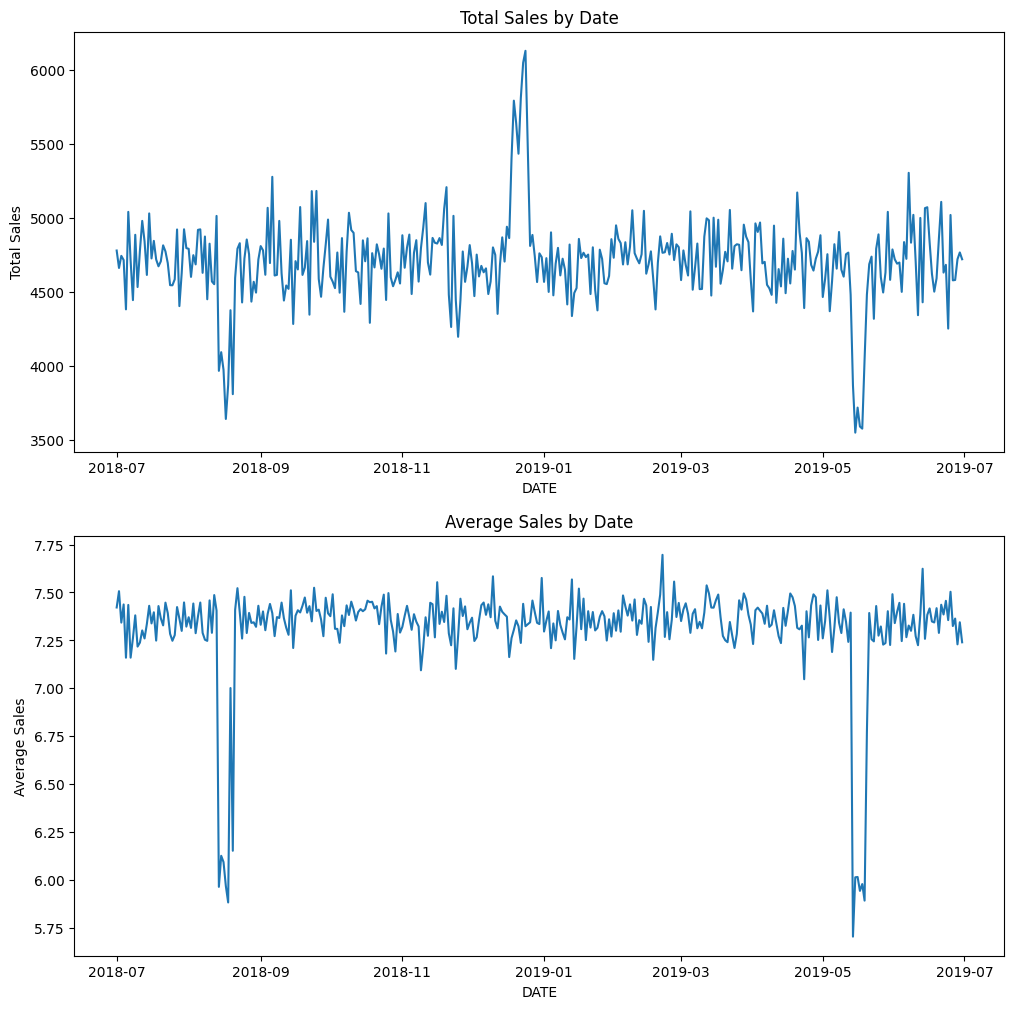 Total Sales by Date
6000
5500
5000
4500
4000
3500
Total Sales
2018-07 2018-09 2018-11 2019-01 2019-03 2019-05 2019-07
DATE
Average Sales by Date
7.75
7.50
7.25
7.00
6.75
6.50
6.25
6.00
5.75
Average Sales
2018-07 2018-09 2018-11 2019-01 2019-03 2019-05 2019-07
DATE